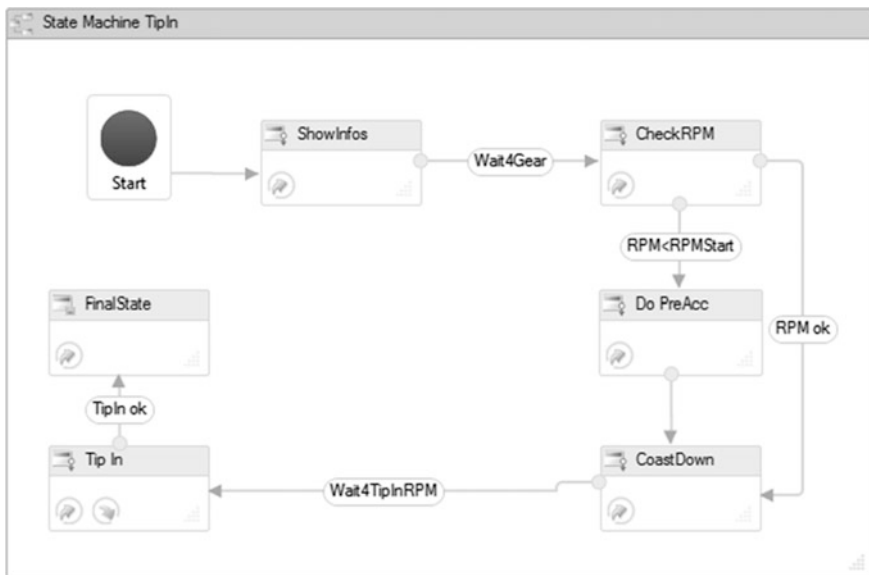 State Machine TipIn
Start
ShowInfos
Wait4Gear
CheckRPM
RPM<RPMStart
RPM ok
Do PreAcc
FinalState
TipIn ok
Tip In
Wait4TipInRPM
CoastDown